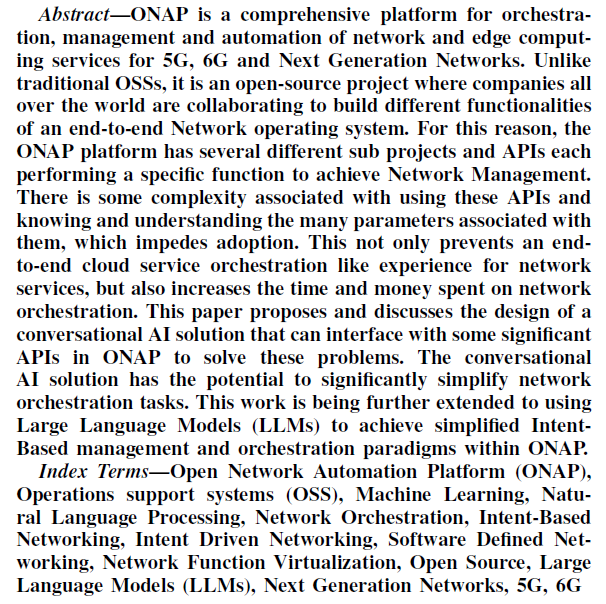 Abstract—ONAP is a comprehensive platform for orchestra-
tion, management and automation of network and edge comput-
ing services for 5G, 6G and Next Generation Networks. Unlike
traditional OSSs, it is an open-source project where companies all
over the world are collaborating to build different functionalities
of an end-to-end Network operating system. For this reason, the
ONAP platform has several different sub projects and APIs each
performing a specific function to achieve Network Management.
There is some complexity associated with using these APIs and
knowing and understanding the many parameters associated with
them, which impedes adoption. This not only prevents an end-
to-end cloud service orchestration like experience for network
services, but also increases the time and money spent on network
orchestration. This paper proposes and discusses the design of a
conversational AI solution that can interface with some significant
APIs in ONAP to solve these problems. The conversational
AI solution has the potential to significantly simplify network
orchestration tasks. This work is being further extended to using
Large Language Models (LLMs) to achieve simplified Intent-
Based management and orchestration paradigms within ONAP.
Index Terms—Open Network Automation Platform (ONAP),
Operations support systems (OSS), Machine Learning, Natu-
ral Language Processing, Network Orchestration, Intent-Based
Networking, Intent Driven Networking, Software Defined Net-
working, Network Function Virtualization, Open Source, Large
Language Models (LLMs), Next Generation Networks, 5G, 6G